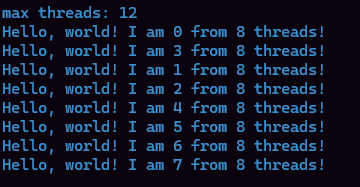 max threads: 12
Hello, world! I am 0 from 8 threads!
Hello, world! I am 3 from 8 threads!
Hello, world! I am 1 from 8 threads!
Hello, world! I am 2 from 8 threads!
Hello, world! I am 4 from 8 threads!
Hello, world! I am 5 from 8 threads!
Hello, world! I am 6 from 8 threads!
Hello, world! I am 7 from 8 threads!